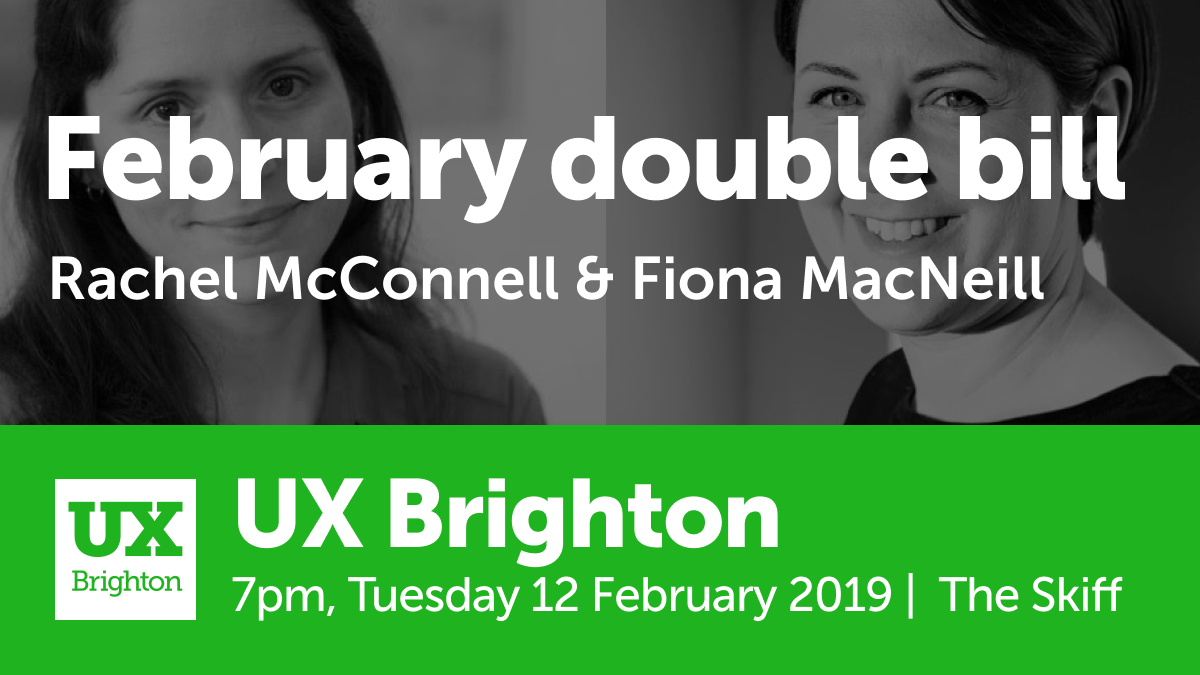 February double bill
Rachel McConnell & Fiona MacNeill
UX
Brighton
UX Brighton
7pm, Tuesday 12 February 2019 | The Skiff